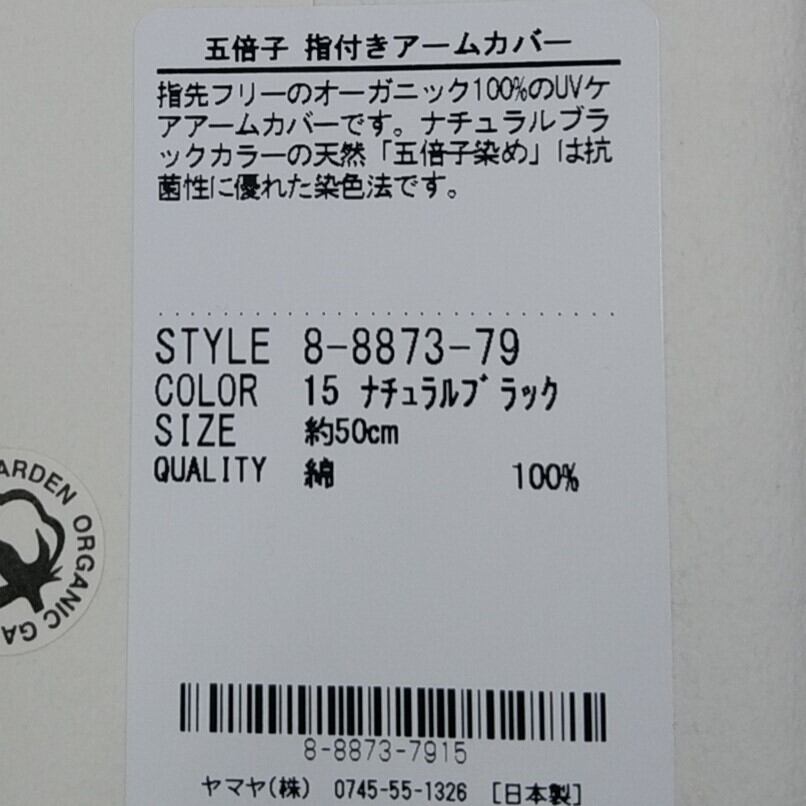 五倍子 指付きアームカバー
指先フリーのオーガニック100%のUVケ
アアームカバーです。ナチュラルブラ
ックカラーの天然「五倍子染め」は抗
菌性に優れた染色法です。
STYLE 8-8873-79
COLOR 15 ナチュラルブラック
SIZE 約50cm
QUALITY 綿 100%
ARDEN ORGANIC GA
8-8873-7915
ヤマヤ(株) 0745-55-1326 [日本製]